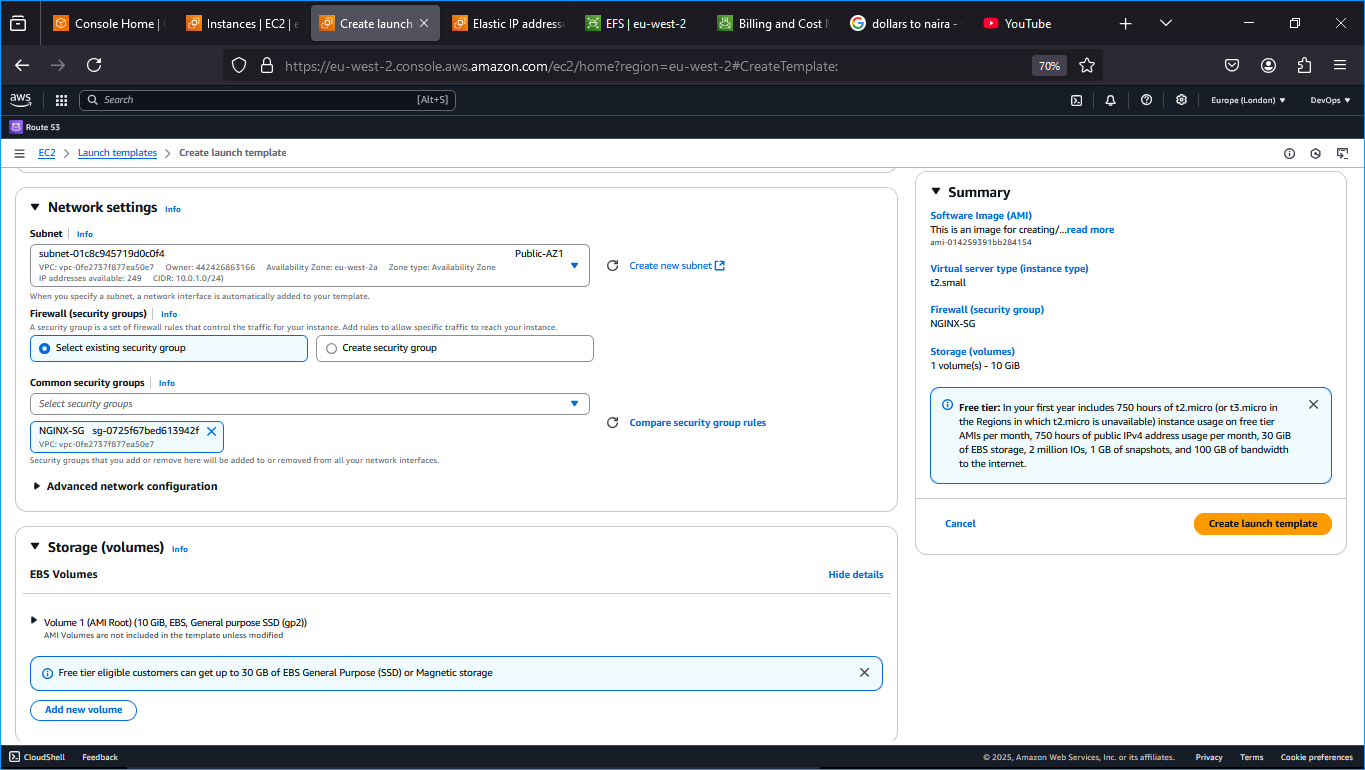 Console Home |
Instances | EC2 | e
Create launch
Elastic IP address
EFS | eu-west-2
Billing and Cost M
dollars to naira -
YouTube
https://eu-west-2.console.aws.amazon.com/ec2/home?region=eu-west-2#CreateTemplate:
70%
aws
Search
[Alt+S]
Europe (London)
DevOps
Route 53
EC2
Launch templates
Create launch template
Network settings Info
Subnet Info
subnet-01c8c945719d0c0f4 Public-AZ1
VPC: vpc-0fe2737f877ea50e7 Owner: 442426863166 Availability Zone: eu-west-2a Zone type: Availability Zone
IP addresses available: 249 CIDR: 10.0.1.0/24)
Create new subnet
When you specify a subnet, a network interface is automatically added to your template.
Firewall (security groups) Info
A security group is a set of firewall rules that control the traffic for your instance. Add rules to allow specific traffic to reach your instance.
Select existing security group
Create security group
Common security groups Info
Select security groups
NGINX-SG sg-0725f67bed613942f
VPC: vpc-0fe2737f877ea50e7
Compare security group rules
Security groups that you add or remove here will be added to or removed from all your network interfaces.
Advanced network configuration
Storage (volumes) Info
EBS Volumes
Hide details
Volume 1 (AMI Root) (10 GiB, EBS, General purpose SSD (gp2))
AMI Volumes are not included in the template unless modified
Free tier eligible customers can get up to 30 GB of EBS General Purpose (SSD) or Magnetic storage
Add new volume
Summary
Software Image (AMI)
This is an image for creating/...read more
ami-014259391bb284154
Virtual server type (instance type)
t2.small
Firewall (security group)
NGINX-SG
Storage (volumes)
1 volume(s) - 10 GiB
Free tier: In your first year includes 750 hours of t2.micro (or t3.micro in
the Regions in which t2.micro is unavailable) instance usage on free tier
AMIs per month, 750 hours of public IPv4 address usage per month, 30 GiB
of EBS storage, 2 million IOs, 1 GB of snapshots, and 100 GB of bandwidth
to the internet.
Cancel
Create launch template
CloudShell
Feedback
© 2025, Amazon Web Services, Inc. or its affiliates.
Privacy
Terms
Cookie preferences